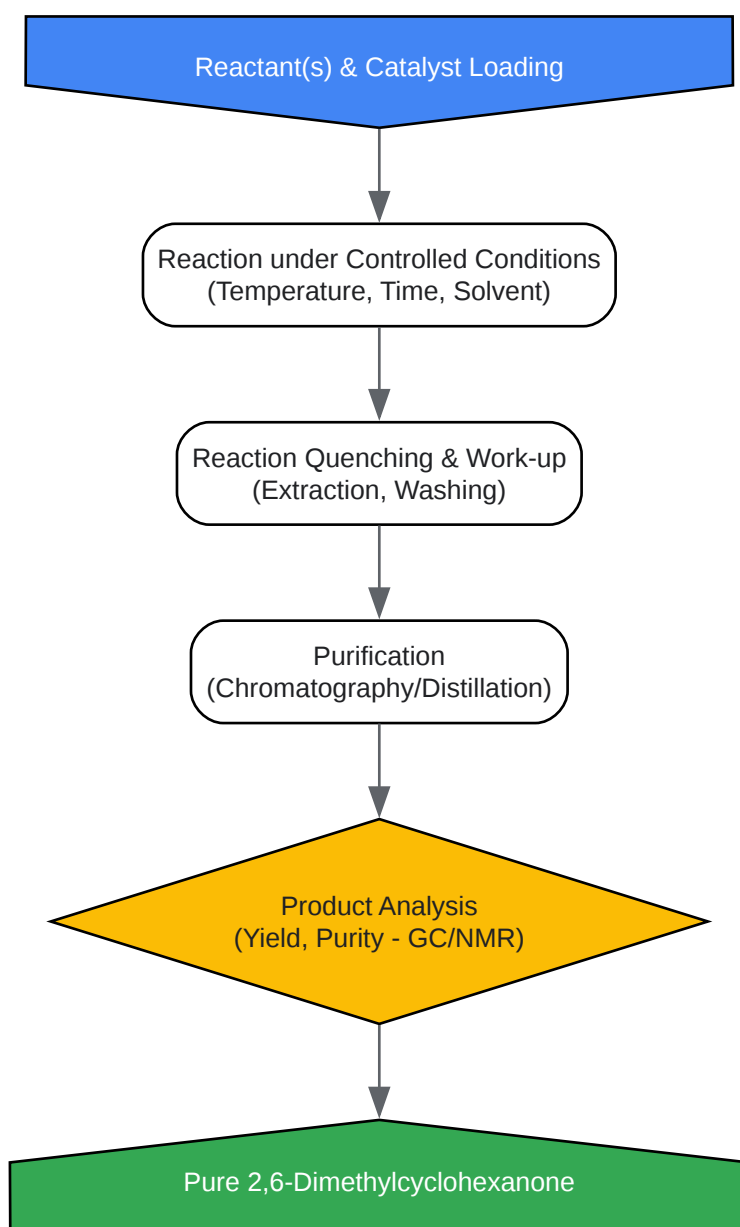 Reactant(s) & Catalyst Loading
Reaction under Controlled Conditions
(Temperature, Time, Solvent)
Reaction Quenching & Work-up
(Extraction, Washing)
Purification
(Chromatography/Distillation)
Product Analysis
(Yield, Purity - GC/NMR)
Pure 2,6-Dimethylcyclohexanone